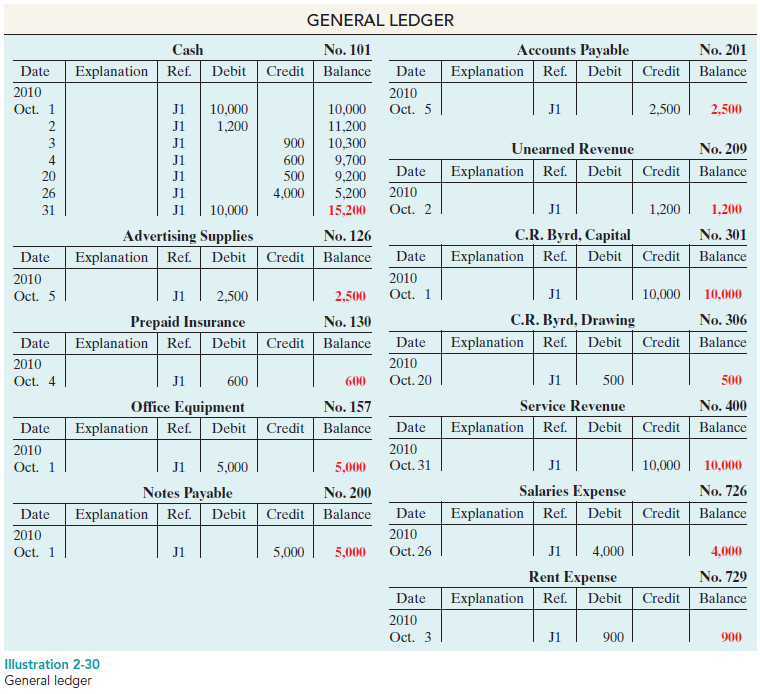 GENERAL LEDGER
Cash No. 101
Date Explanation Ref. Debit Credit Balance
2010
Oct. 1 J1 10,000 10,000
2 J1 1,200 11,200
3 J1 900 10,300
4 J1 600 9,700
20 J1 500 9,200
26 J1 4,000 5,200
31 J1 10,000 15,200
Advertising Supplies No. 126
Date Explanation Ref. Debit Credit Balance
2010
Oct. 5 J1 2,500 2,500
Prepaid Insurance No. 130
Date Explanation Ref. Debit Credit Balance
2010
Oct. 4 J1 600 600
Office Equipment No. 157
Date Explanation Ref. Debit Credit Balance
2010
Oct. 1 J1 5,000 5,000
Notes Payable No. 200
Date Explanation Ref. Debit Credit Balance
2010
Oct. 1 J1 5,000 5,000
Accounts Payable No. 201
Date Explanation Ref. Debit Credit Balance
2010
Oct. 5 J1 2,500 2,500
Unearned Revenue No. 209
Date Explanation Ref. Debit Credit Balance
2010
Oct. 2 J1 1,200 1,200
C.R. Byrd, Capital No. 301
Date Explanation Ref. Debit Credit Balance
2010
Oct. 1 J1 10,000 10,000
C.R. Byrd, Drawing No. 306
Date Explanation Ref. Debit Credit Balance
2010
Oct. 20 J1 500 500
Service Revenue No. 400
Date Explanation Ref. Debit Credit Balance
2010
Oct. 31 J1 10,000 10,000
Salaries Expense No. 726
Date Explanation Ref. Debit Credit Balance
2010
Oct. 26 J1 4,000 4,000
Rent Expense No. 729
Date Explanation Ref. Debit Credit Balance
2010
Oct. 3 J1 900 900
Illustration 2-30
General ledger